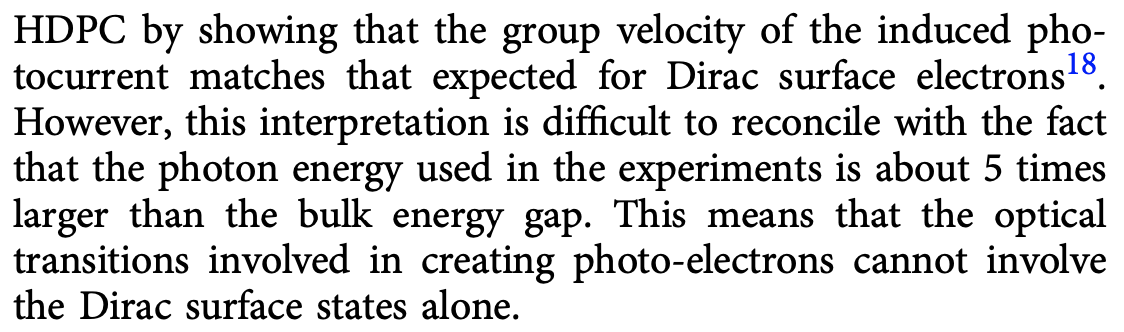 HDPC by showing that the group velocity of the induced pho-
tocurrent matches that expected for Dirac surface electrons18.
However, this interpretation is difficult to reconcile with the fact
that the photon energy used in the experiments is about 5 times
larger than the bulk energy gap. This means that the optical
transitions involved in creating photo-electrons cannot involve
the Dirac surface states alone.